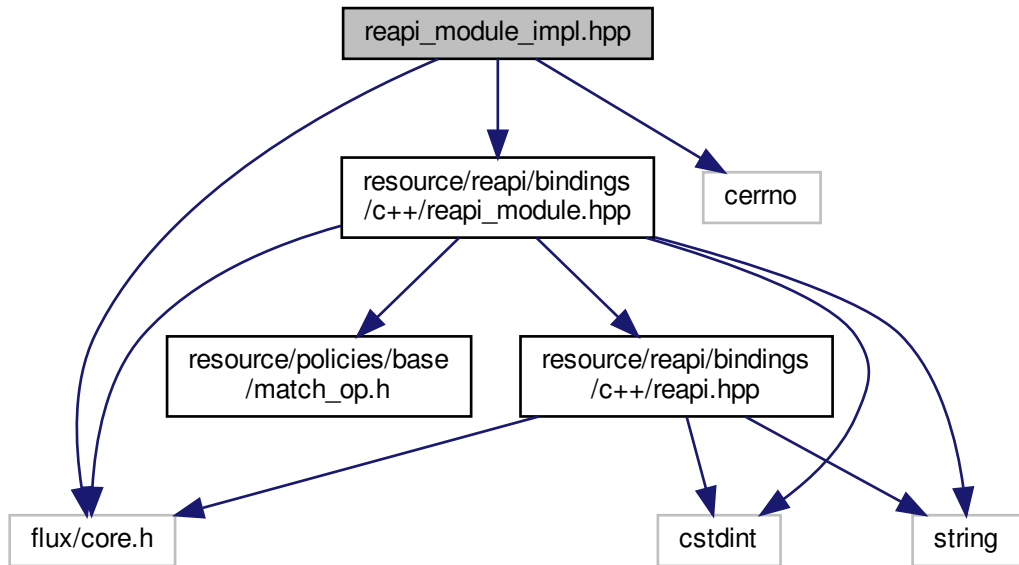 reapi_module_impl.hpp
resource/reapi/bindings
/c++/reapi_module.hpp
cerrno
resource/policies/base
/match_op.h
resource/reapi/bindings
/c++/reapi.hpp
flux/core.h
cstdint
string